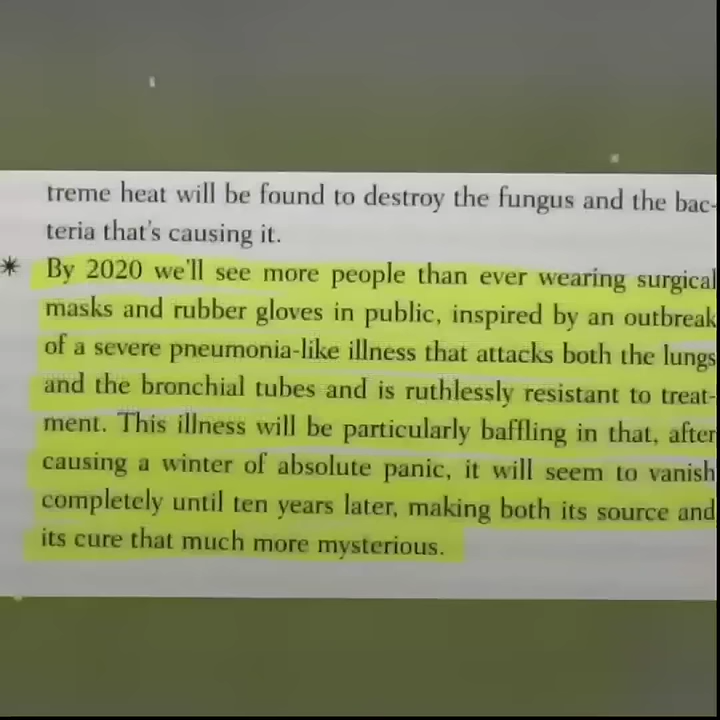 treme heat will be found to destroy the fungus and the bac-
teria that's causing it.
* By 2020 we'll see more people than ever wearing surgical
masks and rubber gloves in public, inspired by an outbreak
of a severe pneumonia-like illness that attacks both the lungs
and the bronchial tubes and is ruthlessly resistant to treat-
ment. This illness will be particularly baffling in that, after
causing a winter of absolute panic, it will seem to vanish
completely until ten years later, making both its source and
its cure that much more mysterious.